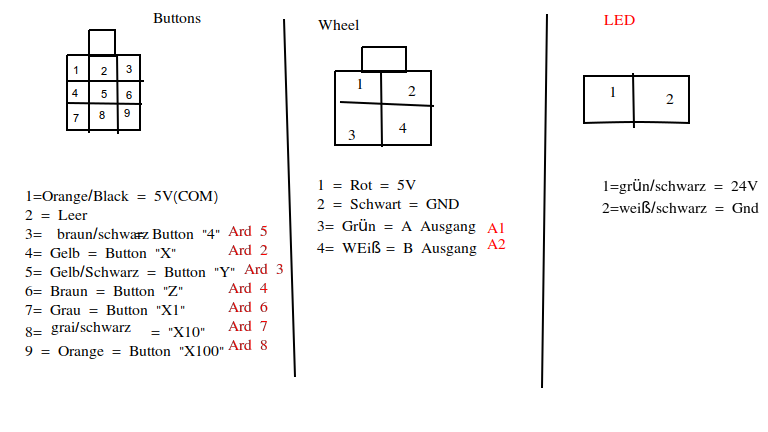 Buttons
1 2 3
4 5 6
7 8 9
1=Orange/Black = 5V(COM)
2 = Leer
3= braun/schwarz= Button "4" Ard 5
4= Gelb = Button "X" Ard 2
5= Gelb/Schwarz = Button "Y" Ard 3
6= Braun = Button "Z" Ard 4
7= Grau = Button "X1" Ard 6
8= grai/schwarz = "X10" Ard 7
9 = Orange = Button "X100" Ard 8
Wheel
1 2
3 4
1 = Rot = 5V
2 = Schwart = GND
3= Grün = A Ausgang A1
4= WEiß = B Ausgang A2
LED
1 2
1=grün/schwarz = 24V
2=weiß/schwarz = Gnd